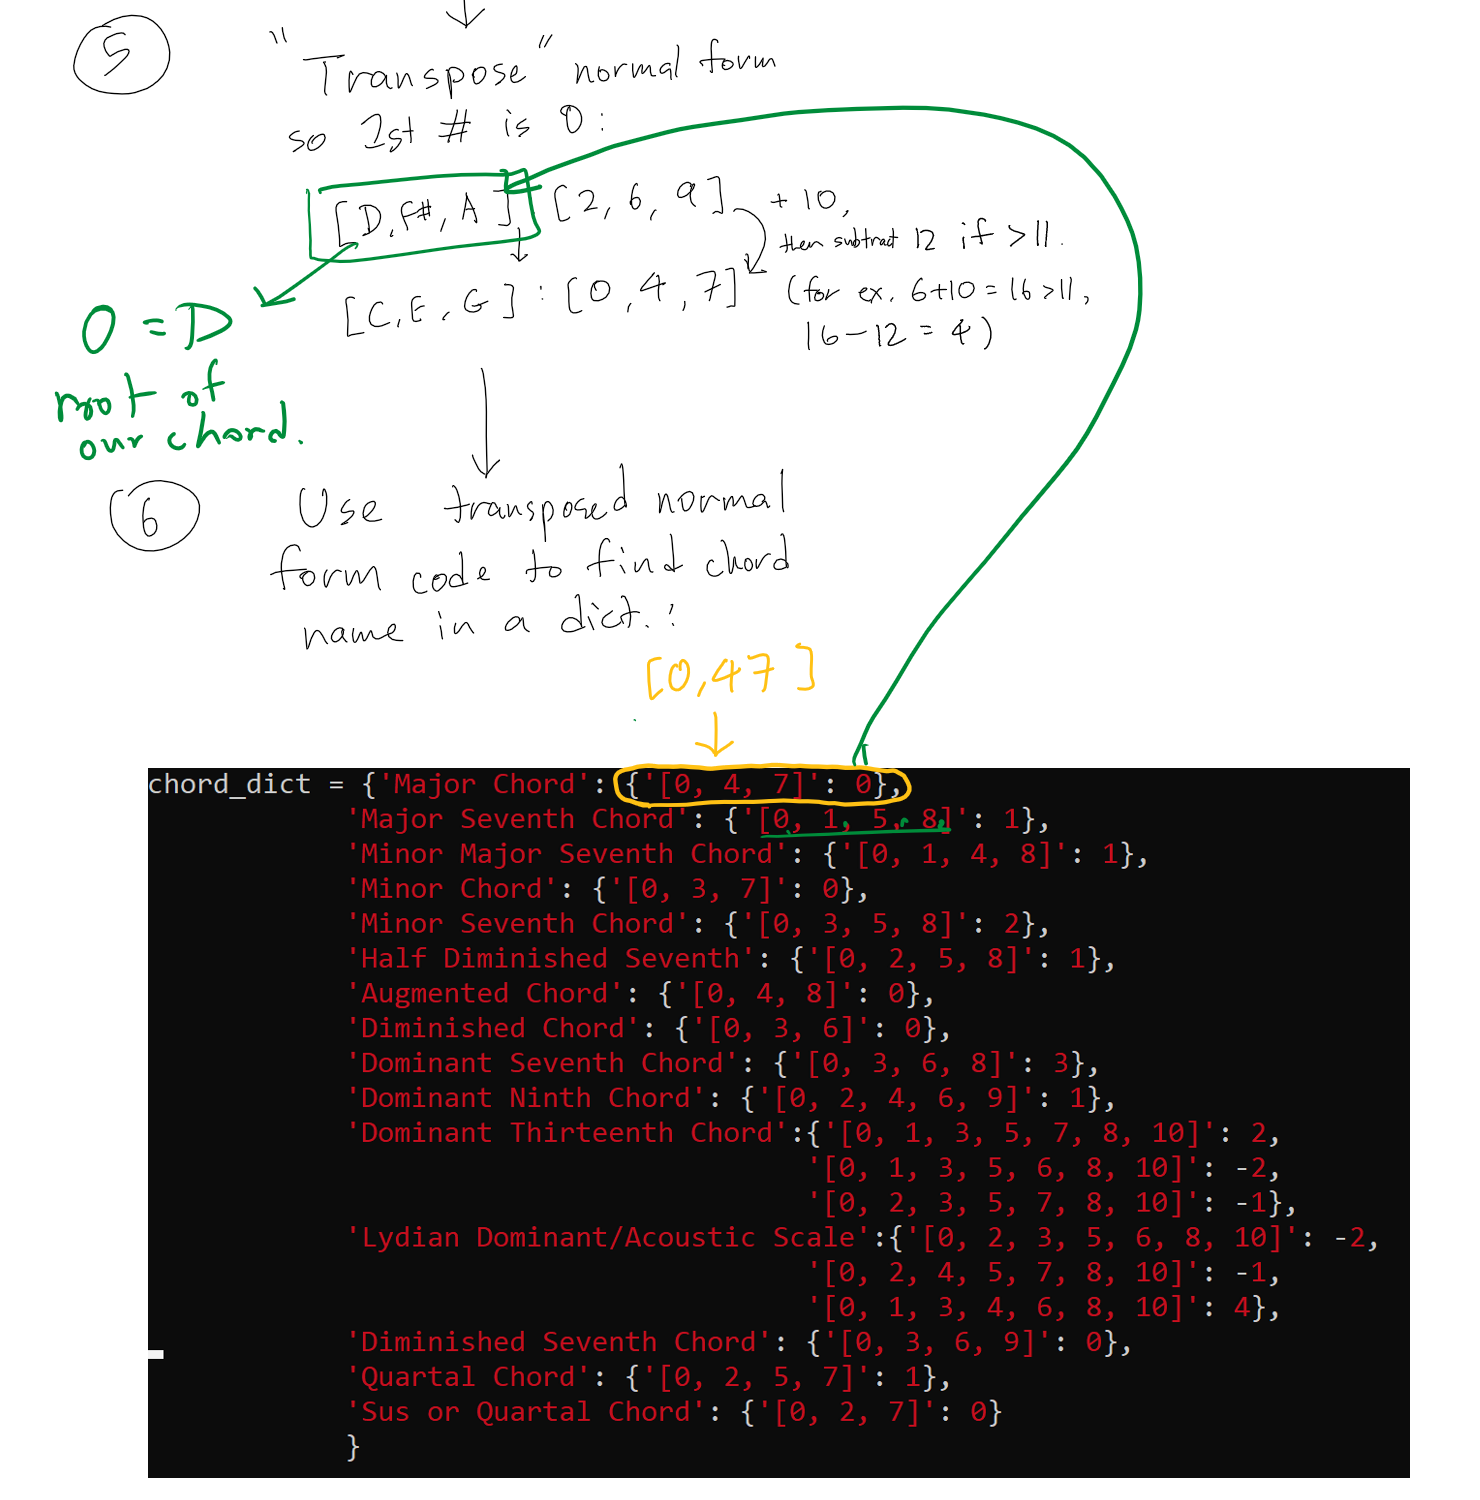 5
"Transpose" normal form
so 1st # is 0:
[D, F#, A] [2, 6, 9] + 10,
then subtract 12 if > 11.
[C, E, G] : [0, 4, 7] (for ex. 6+10 = 16 > 11,
16 - 12 = 4)
0 = D
root of
our chord.
6
Use transposed normal
form code to find chord
name in a dict.:
[0,47]
chord_dict = {'Major Chord': {'[0, 4, 7]': 0},
'Major Seventh Chord': {'[0, 1, 5, 8]': 1},
'Minor Major Seventh Chord': {'[0, 1, 4, 8]': 1},
'Minor Chord': {'[0, 3, 7]': 0},
'Minor Seventh Chord': {'[0, 3, 5, 8]': 2},
'Half Diminished Seventh': {'[0, 2, 5, 8]': 1},
'Augmented Chord': {'[0, 4, 8]': 0},
'Diminished Chord': {'[0, 3, 6]': 0},
'Dominant Seventh Chord': {'[0, 3, 6, 8]': 3},
'Dominant Ninth Chord': {'[0, 2, 4, 6, 9]': 1},
'Dominant Thirteenth Chord':{'[0, 1, 3, 5, 7, 8, 10]': 2,
'[0, 1, 3, 5, 6, 8, 10]': -2,
'[0, 2, 3, 5, 7, 8, 10]': -1},
'Lydian Dominant/Acoustic Scale':{'[0, 2, 3, 5, 6, 8, 10]': -2,
'[0, 2, 4, 5, 7, 8, 10]': -1,
'[0, 1, 3, 4, 6, 8, 10]': 4},
'Diminished Seventh Chord': {'[0, 3, 6, 9]': 0},
'Quartal Chord': {'[0, 2, 5, 7]': 1},
'Sus or Quartal Chord': {'[0, 2, 7]': 0}
}